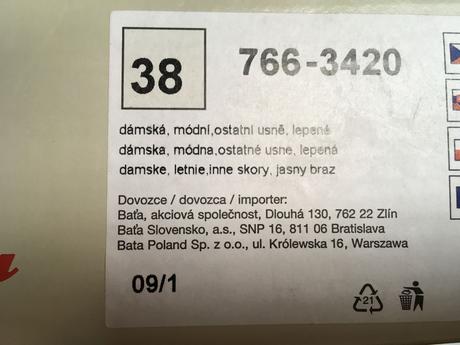 38
766-3420
dámská, módní,ostatní usně, lepené
dámska, módna,ostatné usne, lepená
damske, letnie,inne skory, jasny braz
Dovozce / dovozca / importer:
Baťa, akciová společnost, Dlouhá 130, 762 22 Zlín
Baťa Slovensko, a.s., SNP 16, 811 06 Bratislava
Bata Poland Sp. z o.o., ul. Królewska 16, Warszawa
09/1
21